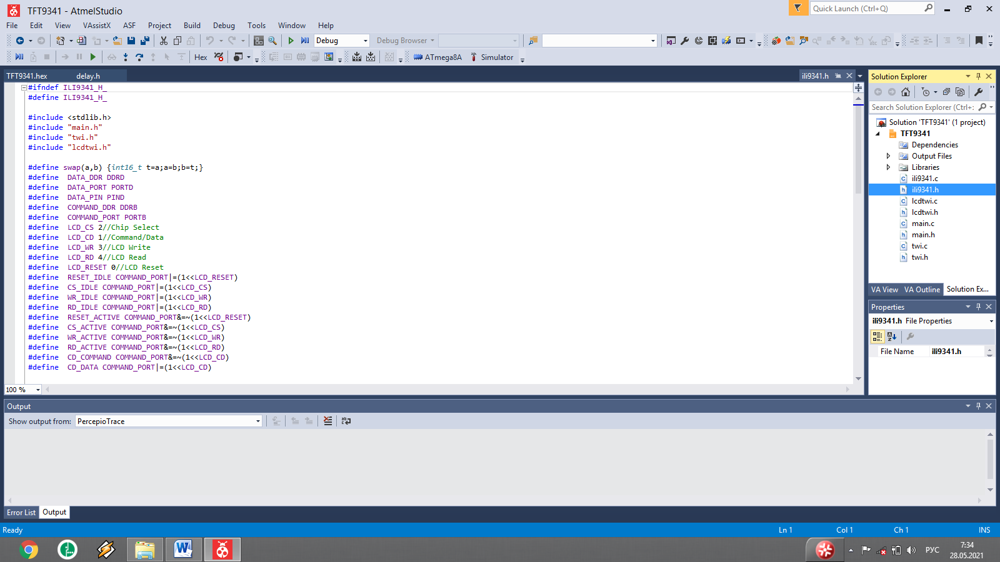 TFT9341 - AtmelStudio
Quick Launch (Ctrl+Q)
File Edit View VAssistX ASF Project Build Debug Tools Window Help
Debug Debug Browser
Hex ATmega8A Simulator
TFT9341.hex delay.h ili9341.h
#ifndef ILI9341_H_
#define ILI9341_H_
#include <stdlib.h>
#include "main.h"
#include "twi.h"
#include "lcdtwi.h"
#define swap(a,b) {int16_t t=a;a=b;b=t;}
#define DATA_DDR DDRD
#define DATA_PORT PORTD
#define DATA_PIN PIND
#define COMMAND_DDR DDRB
#define COMMAND_PORT PORTB
#define LCD_CS 2//Chip Select
#define LCD_CD 1//Command/Data
#define LCD_WR 3//LCD Write
#define LCD_RD 4//LCD Read
#define LCD_RESET 0//LCD Reset
#define RESET_IDLE COMMAND_PORT|=(1<<LCD_RESET)
#define CS_IDLE COMMAND_PORT|=(1<<LCD_CS)
#define WR_IDLE COMMAND_PORT|=(1<<LCD_WR)
#define RD_IDLE COMMAND_PORT|=(1<<LCD_RD)
#define RESET_ACTIVE COMMAND_PORT&=~(1<<LCD_RESET)
#define CS_ACTIVE COMMAND_PORT&=~(1<<LCD_CS)
#define WR_ACTIVE COMMAND_PORT&=~(1<<LCD_WR)
#define RD_ACTIVE COMMAND_PORT&=~(1<<LCD_RD)
#define CD_COMMAND COMMAND_PORT&=~(1<<LCD_CD)
#define CD_DATA COMMAND_PORT|=(1<<LCD_CD)
100 %
Solution Explorer
Search Solution Explorer (Ctrl+;
Solution 'TFT9341' (1 project)
TFT9341
Dependencies
Output Files
Libraries
ili9341.c
ili9341.h
lcdtwi.c
lcdtwi.h
main.c
main.h
twi.c
twi.h
VA View VA Outline Solution Ex...
Properties
ili9341.h File Properties
File Name ili9341.h
Output
Show output from: PercepioTrace
Error List Output
Ready Ln 1 Col 1 Ch 1 INS
РУС
7:34
28.05.2021